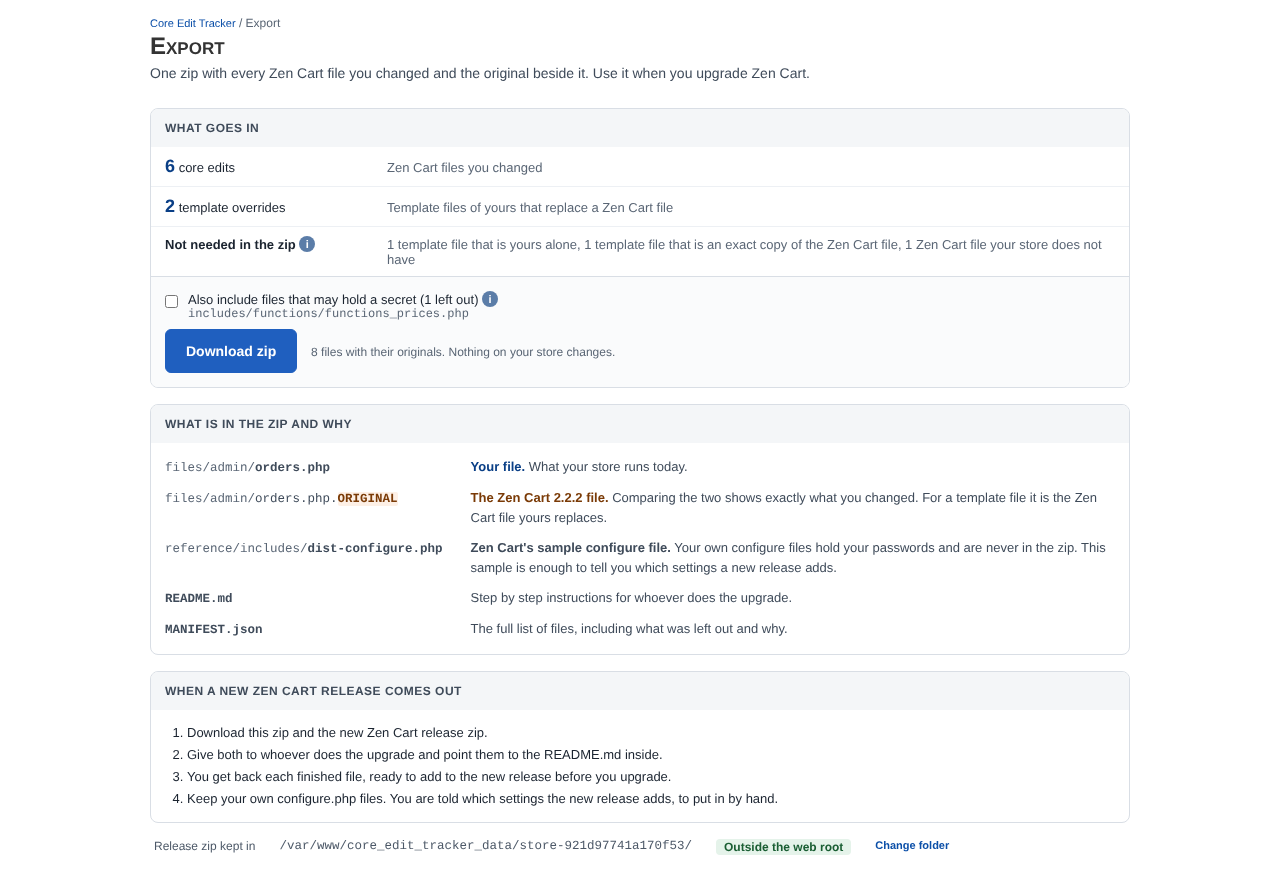 Core Edit Tracker / Export
EXPORT
One zip with every Zen Cart file you changed and the original beside it. Use it when you upgrade Zen Cart.
WHAT GOES IN
6 core edits Zen Cart files you changed
2 template overrides Template files of yours that replace a Zen Cart file
Not needed in the zip i 1 template file that is yours alone, 1 template file that is an exact copy of the Zen Cart file, 1 Zen Cart file your store does not
have
Also include files that may hold a secret (1 left out) i
includes/functions/functions_prices.php
Download zip 8 files with their originals. Nothing on your store changes.
WHAT IS IN THE ZIP AND WHY
files/admin/orders.php Your file. What your store runs today.
files/admin/orders.php.ORIGINAL The Zen Cart 2.2.2 file. Comparing the two shows exactly what you changed. For a template file it is the Zen
Cart file yours replaces.
reference/includes/dist-configure.php Zen Cart's sample configure file. Your own configure files hold your passwords and are never in the zip. This
sample is enough to tell you which settings a new release adds.
README.md Step by step instructions for whoever does the upgrade.
MANIFEST.json The full list of files, including what was left out and why.
WHEN A NEW ZEN CART RELEASE COMES OUT
1. Download this zip and the new Zen Cart release zip.
2. Give both to whoever does the upgrade and point them to the README.md inside.
3. You get back each finished file, ready to add to the new release before you upgrade.
4. Keep your own configure.php files. You are told which settings the new release adds, to put in by hand.
Release zip kept in /var/www/core_edit_tracker_data/store-921d97741a170f53/ Outside the web root Change folder